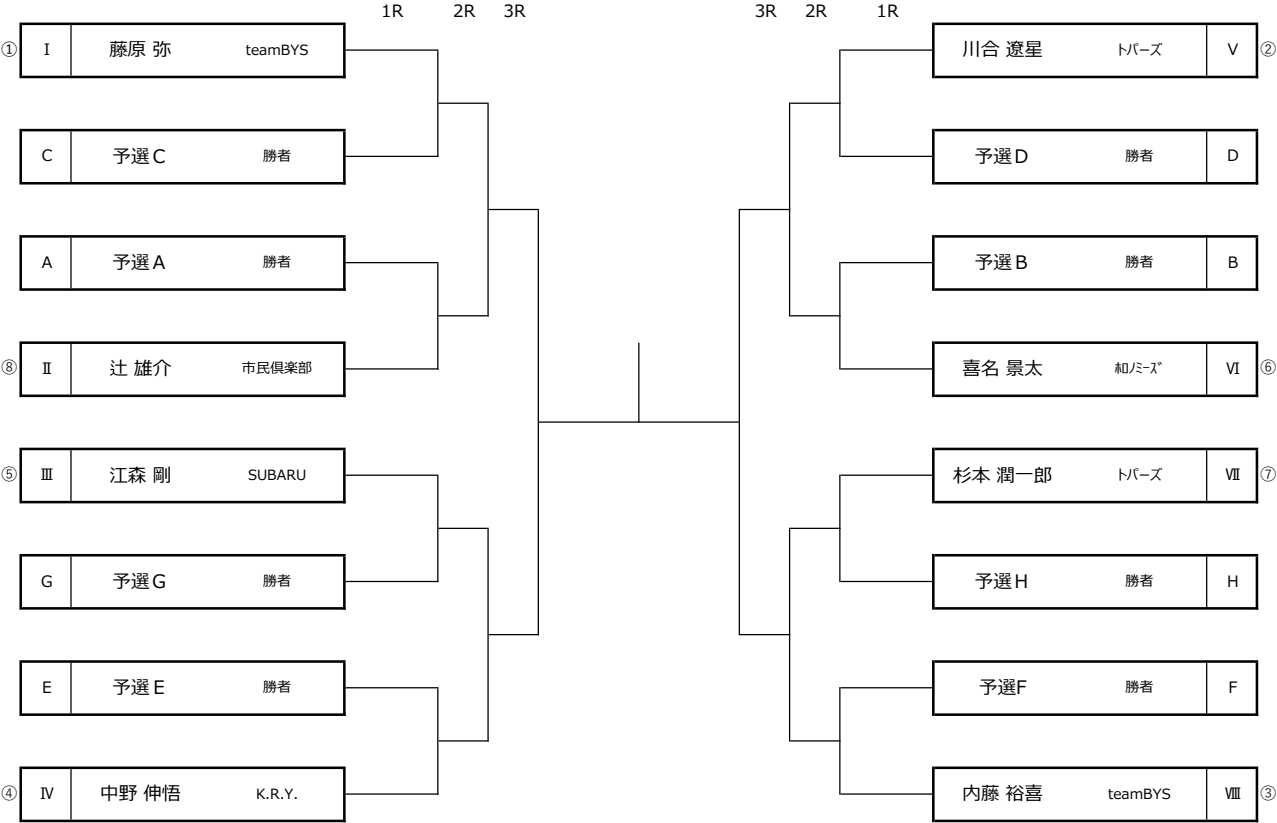 1R 2R 3R 3R 2R 1R
① I 藤原 弥 teamBYS 川合 遼星 トパーズ V ②
C 予選C 勝者 予選D 勝者 D
A 予選A 勝者 予選B 勝者 B
⑧ Ⅱ 辻 雄介 市民倶楽部 喜名 景太 Ⅵ ⑥
⑤ Ⅲ 江森 剛 SUBARU 杉本 潤一郎 トパーズ Ⅶ ⑦
G 予選G 勝者 予選H 勝者 H
E 予選E 勝者 予選F 勝者 F
④ Ⅳ 中野 伸悟 K.R.Y. 内藤 裕喜 teamBYS Ⅷ ③